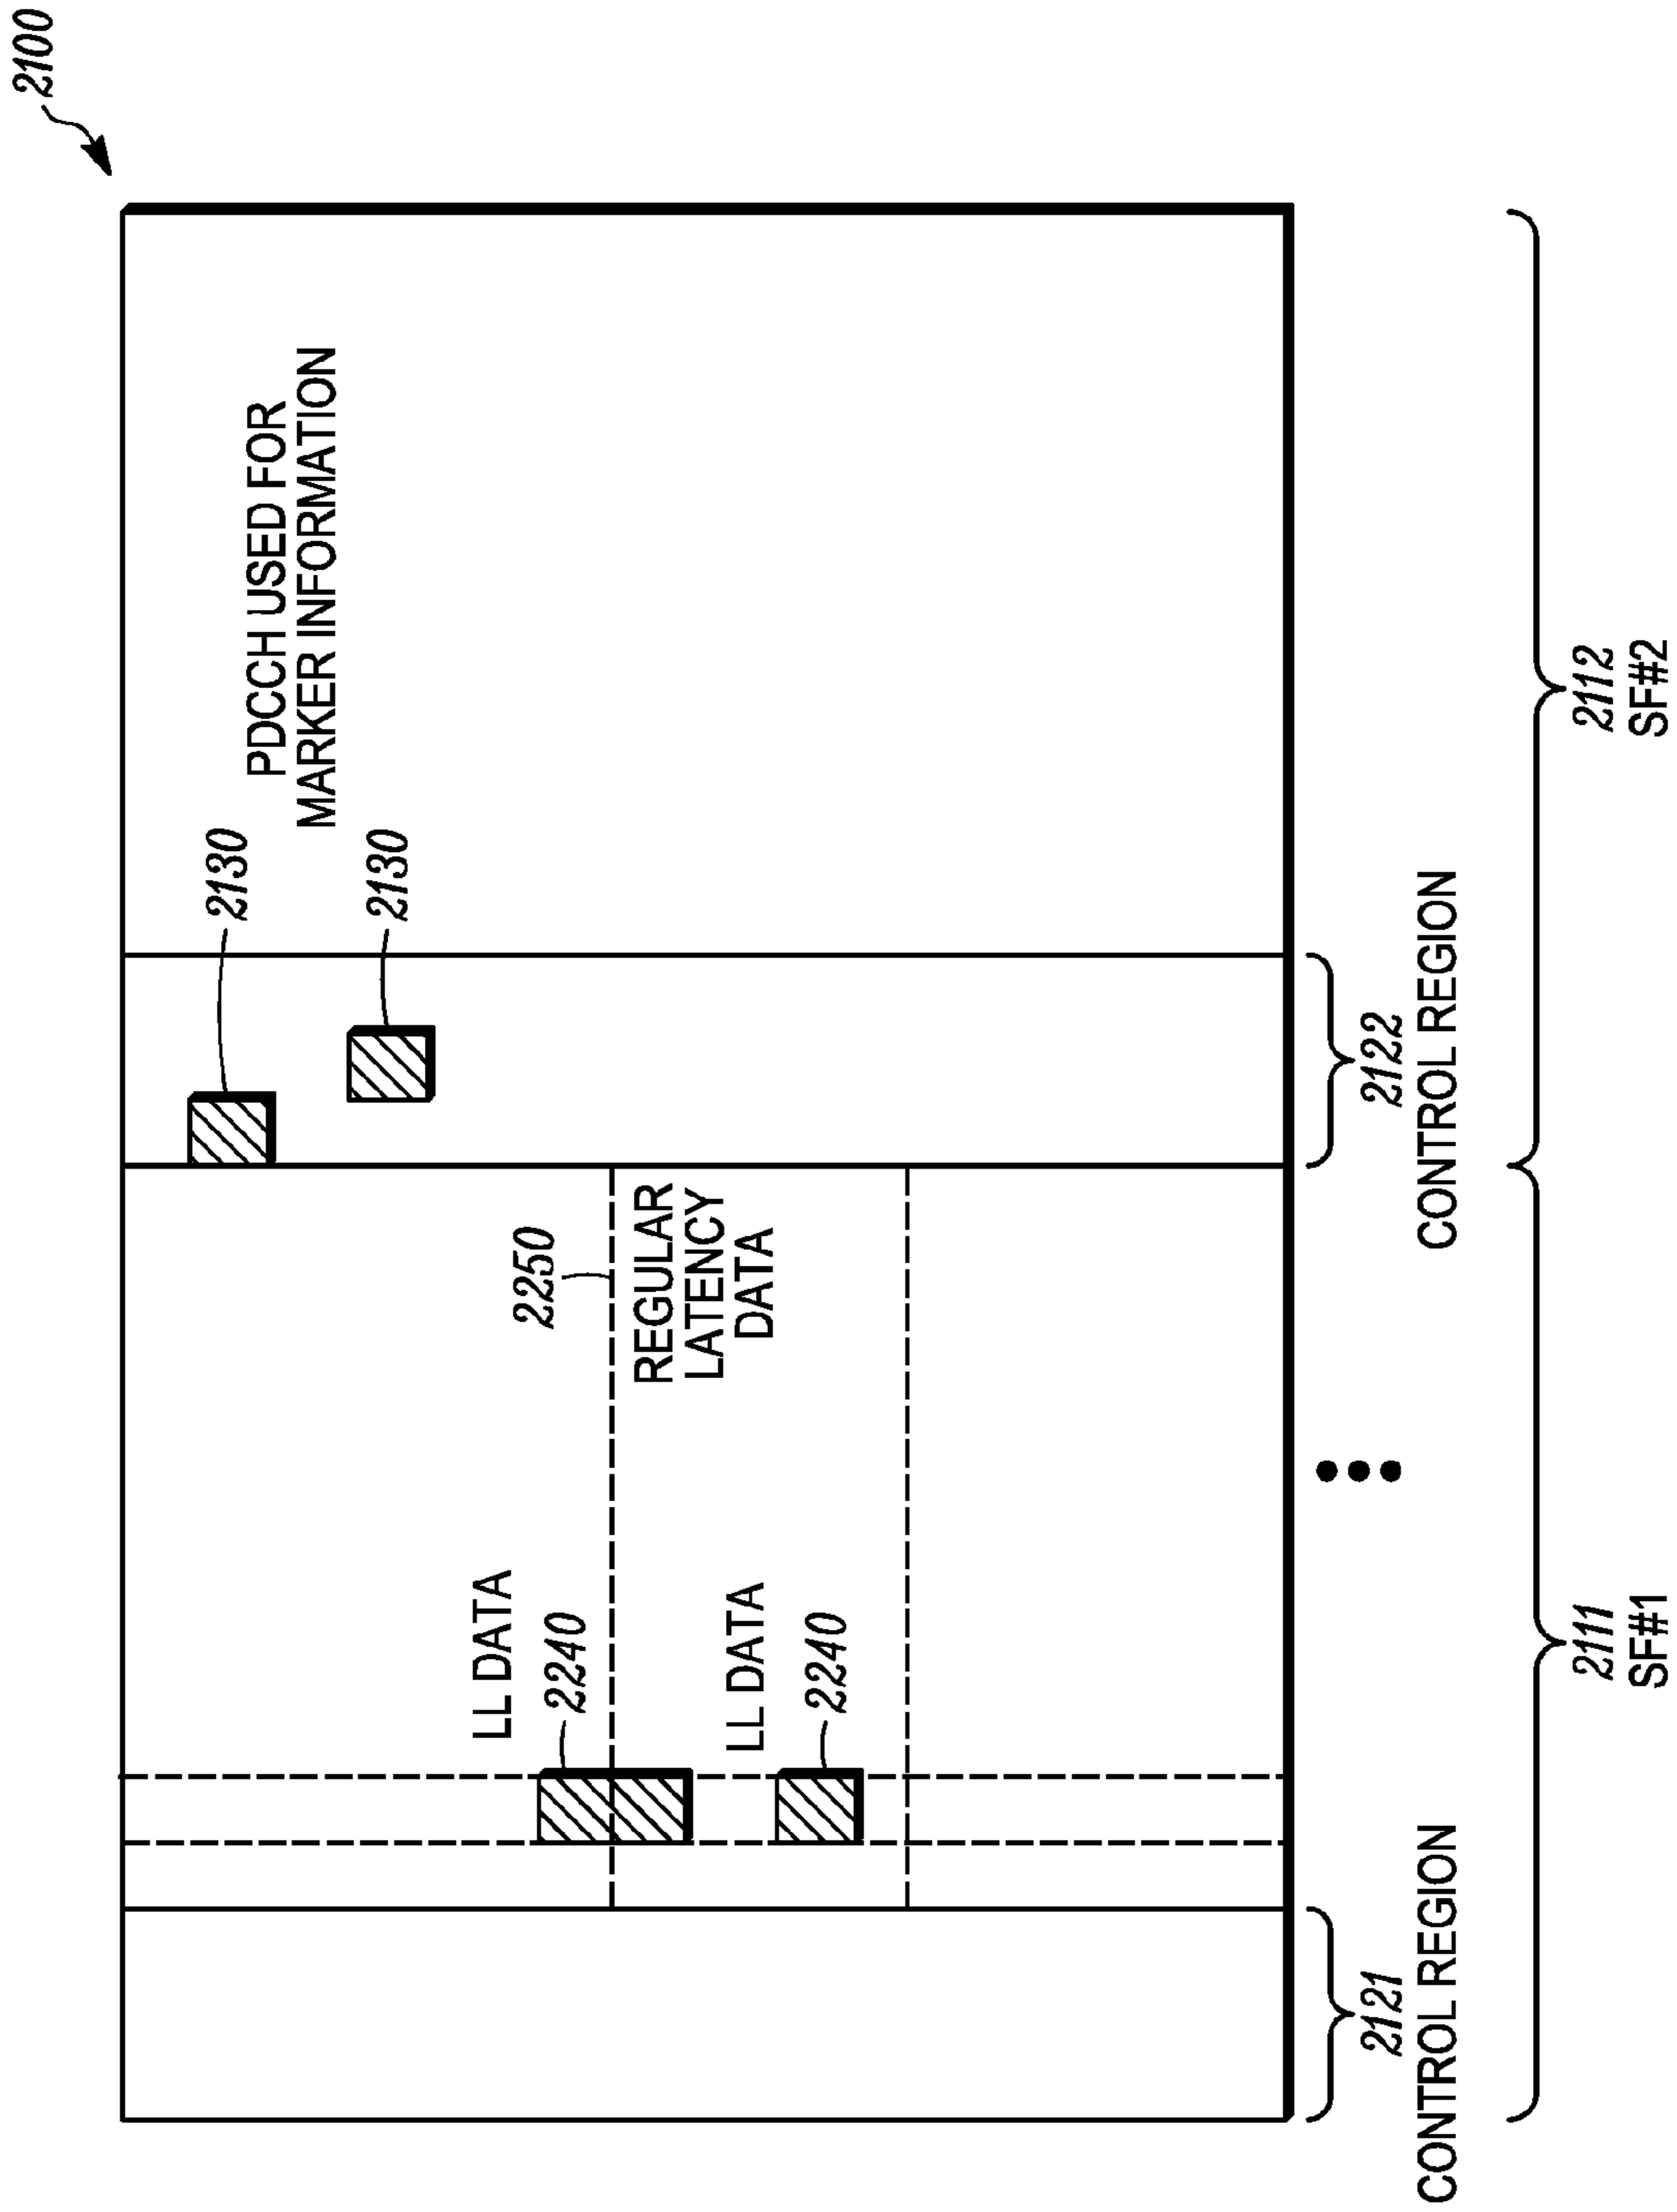 2100
PDCCH USED FOR
MARKER INFORMATION
2130
2130
2250
REGULAR
LATENCY
DATA
LL DATA
2240
LL DATA
2240
2121
CONTROL REGION
2122
CONTROL REGION
2111
SF#1
2112
SF#2